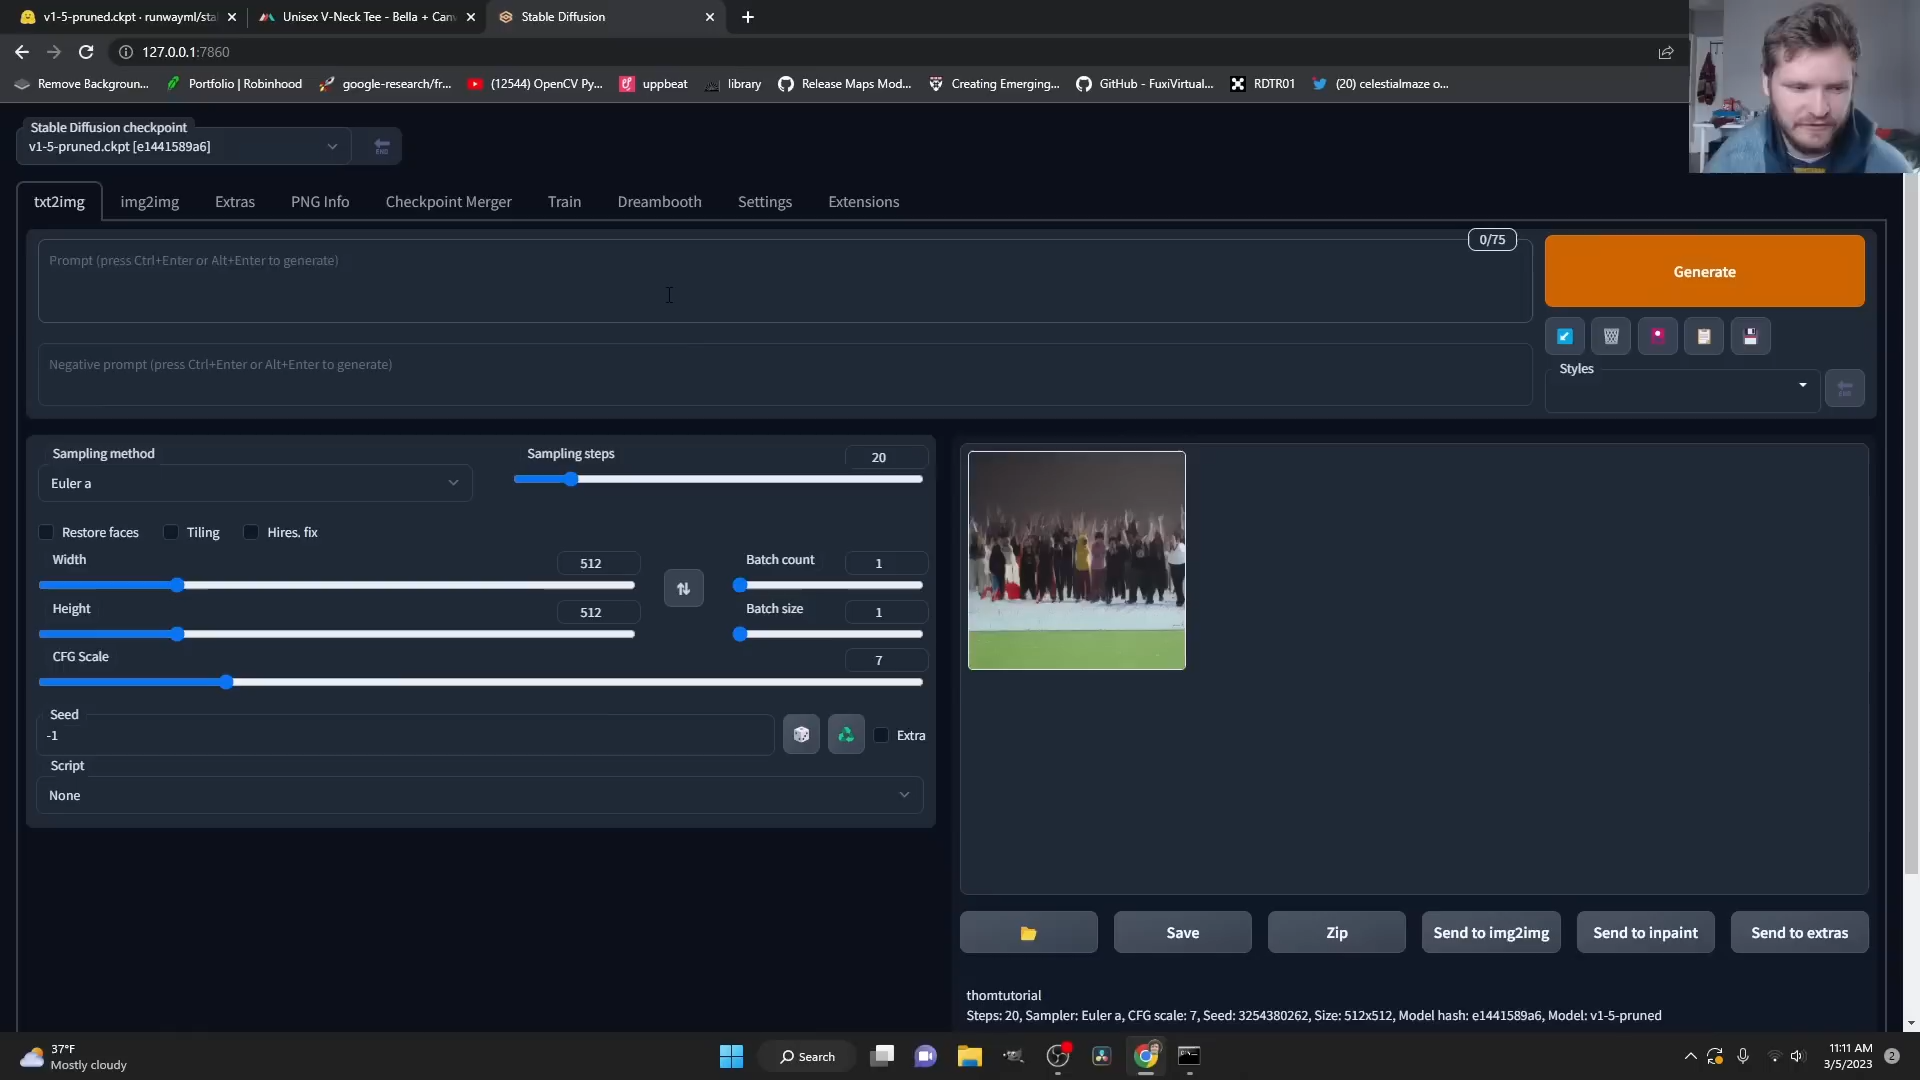 v1-5-pruned.ckpt · runwayml/sta
Unisex V-Neck Tee - Bella + Canv
Stable Diffusion
127.0.0.1:7860
Remove Backgroun...
Portfolio | Robinhood
google-research/fr...
(12544) OpenCV Py...
uppbeat
library
Release Maps Mod...
Creating Emerging...
GitHub - FuxiVirtual...
RDTR01
(20) celestialmaze o...
Stable Diffusion checkpoint
v1-5-pruned.ckpt [e1441589a6]
txt2img
img2img
Extras
PNG Info
Checkpoint Merger
Train
Dreambooth
Settings
Extensions
0/75
Prompt (press Ctrl+Enter or Alt+Enter to generate)
Generate
Negative prompt (press Ctrl+Enter or Alt+Enter to generate)
Styles
Sampling method
Euler a
Sampling steps
20
Restore faces
Tiling
Hires. fix
Width
512
Batch count
1
Height
512
Batch size
1
CFG Scale
7
Seed
-1
Extra
Script
None
Save
Zip
Send to img2img
Send to inpaint
Send to extras
thomtutorial
Steps: 20, Sampler: Euler a, CFG scale: 7, Seed: 3254380262, Size: 512x512, Model hash: e1441589a6, Model: v1-5-pruned
37°F
Mostly cloudy
Search
11:11 AM
3/5/2023
2